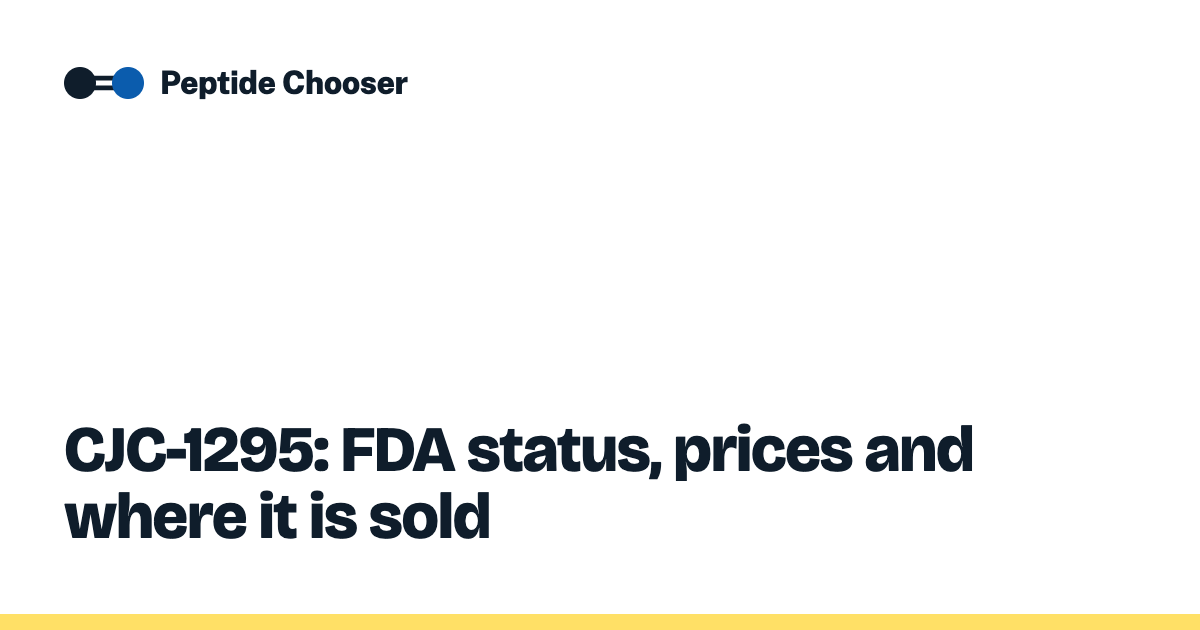 Peptide Chooser
CJC-1295: FDA status, prices and
where it is sold